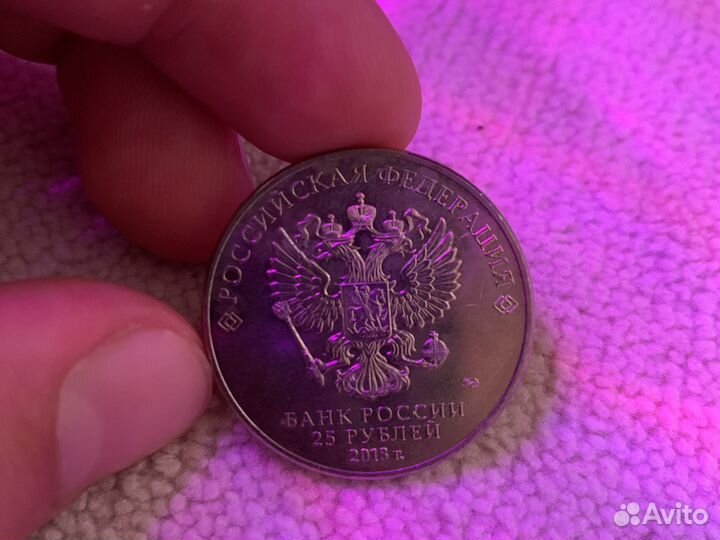 РОССИЙСКАЯ ФЕДЕРАЦИЯ
БАНК РОССИИ
25 РУБЛЕЙ
2018 г.
Avito